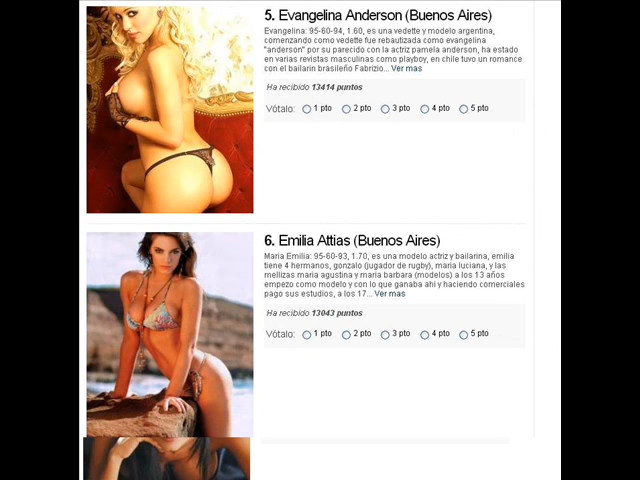 5. Evangelina Anderson (Buenos Aires)
Evangelina: 95-60-94, 1.60, es una vedette y modelo argentina,
comenzando como vedette fue rebautizada como evangelina
"anderson" por su parecido con la actriz pamela anderson, ha estado
en varias revistas masculinas como playboy, en chile tuvo un romance
con el bailarin brasileño Fabrizio... Ver mas
Ha recibido 13414 puntos
Vótalo: 1 pto 2 pto 3 pto 4 pto 5 pto
6. Emilia Attias (Buenos Aires)
Maria Emilia: 95-60-93, 1.70, es una modelo actriz y bailarina, emilia
tiene 4 hermanos, gonzalo (jugador de rugby), maria luciana, y las
mellizas maria agustina y maria barbara (modelos) a los 13 años
empezo como modelo y con lo que ganaba ahi y haciendo comerciales
pago sus estudios, a los 17... Ver mas
Ha recibido 13043 puntos
Vótalo: 1 pto 2 pto 3 pto 4 pto 5 pto